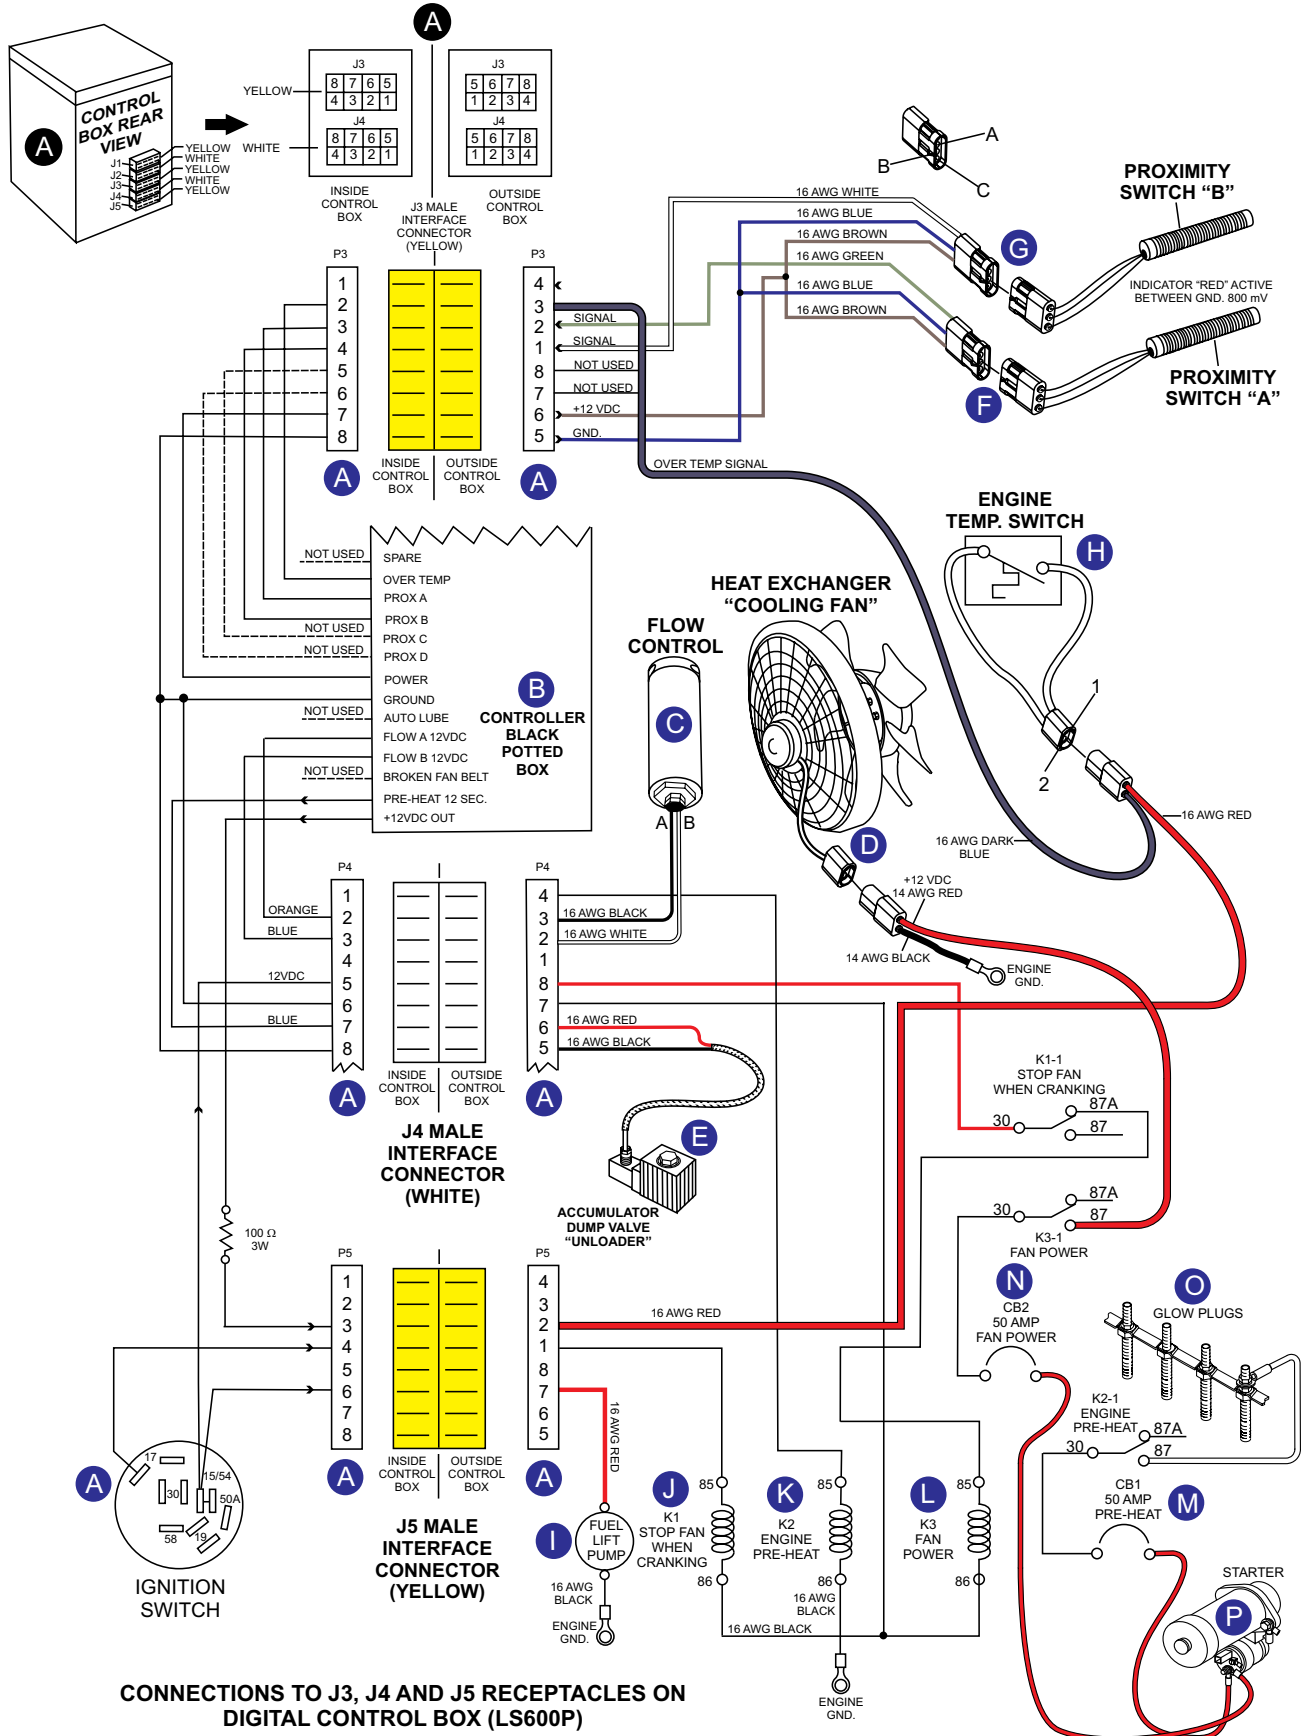 A
A
CONTROL
BOX REAR
VIEW
J1
J2
J3
J4
J5
YELLOW
WHITE
YELLOW
WHITE
YELLOW
YELLOW
WHITE
J3
8 7 6 5
4 3 2 1
J4
8 7 6 5
4 3 2 1
J3
5 6 7 8
1 2 3 4
J4
5 6 7 8
1 2 3 4
INSIDE
CONTROL
BOX
J3 MALE
INTERFACE
CONNECTOR
(YELLOW)
OUTSIDE
CONTROL
BOX
A
B
C
PROXIMITY
SWITCH “B”
16 AWG WHITE
16 AWG BLUE
16 AWG BROWN
16 AWG GREEN
16 AWG BLUE
16 AWG BROWN
G
INDICATOR “RED” ACTIVE
BETWEEN GND. 800 mV
PROXIMITY
SWITCH “A”
F
P3
1
2
3
4
5
6
7
8
P3
4
3
2
1
8
7
6
5
SIGNAL
SIGNAL
NOT USED
NOT USED
+12 VDC
GND.
A
INSIDE
CONTROL
BOX
OUTSIDE
CONTROL
BOX
A
OVER TEMP SIGNAL
ENGINE
TEMP. SWITCH
H
1
2
16 AWG RED
16 AWG DARK
BLUE
NOT USED
SPARE
OVER TEMP
PROX A
PROX B
NOT USED
PROX C
NOT USED
PROX D
POWER
GROUND
NOT USED
AUTO LUBE
FLOW A 12VDC
FLOW B 12VDC
NOT USED
BROKEN FAN BELT
PRE-HEAT 12 SEC.
+12VDC OUT
B
CONTROLLER
BLACK
POTTED
BOX
FLOW
CONTROL
C
A
B
HEAT EXCHANGER
“COOLING FAN”
D
+12 VDC
14 AWG RED
14 AWG BLACK
ENGINE
GND.
P4
1
2
3
4
5
6
7
8
ORANGE
BLUE
12VDC
BLUE
P4
4
3
2
1
8
7
6
5
16 AWG BLACK
16 AWG WHITE
16 AWG RED
16 AWG BLACK
A
INSIDE
CONTROL
BOX
OUTSIDE
CONTROL
BOX
A
J4 MALE
INTERFACE
CONNECTOR
(WHITE)
E
ACCUMULATOR
DUMP VALVE
“UNLOADER”
K1-1
STOP FAN
WHEN CRANKING
30
87A
87
30
87A
87
K3-1
FAN POWER
100 Ω
3W
P5
1
2
3
4
5
6
7
8
P5
4
3
2
1
8
7
6
5
16 AWG RED
16 AWG RED
N
CB2
50 AMP
FAN POWER
O
GLOW PLUGS
K2-1
ENGINE
PRE-HEAT
30
87A
87
CB1
50 AMP
PRE-HEAT
M
STARTER
P
A
INSIDE
CONTROL
BOX
OUTSIDE
CONTROL
BOX
A
J5 MALE
INTERFACE
CONNECTOR
(YELLOW)
A
17
30
15/54
50A
58
19
IGNITION
SWITCH
I
FUEL
LIFT
PUMP
16 AWG
BLACK
ENGINE
GND.
J
K1
STOP FAN
WHEN
CRANKING
85
86
K
K2
ENGINE
PRE-HEAT
85
86
16 AWG
BLACK
L
K3
FAN
POWER
85
86
16 AWG BLACK
ENGINE
GND.
CONNECTIONS TO J3, J4 AND J5 RECEPTACLES ON
DIGITAL CONTROL BOX (LS600P)